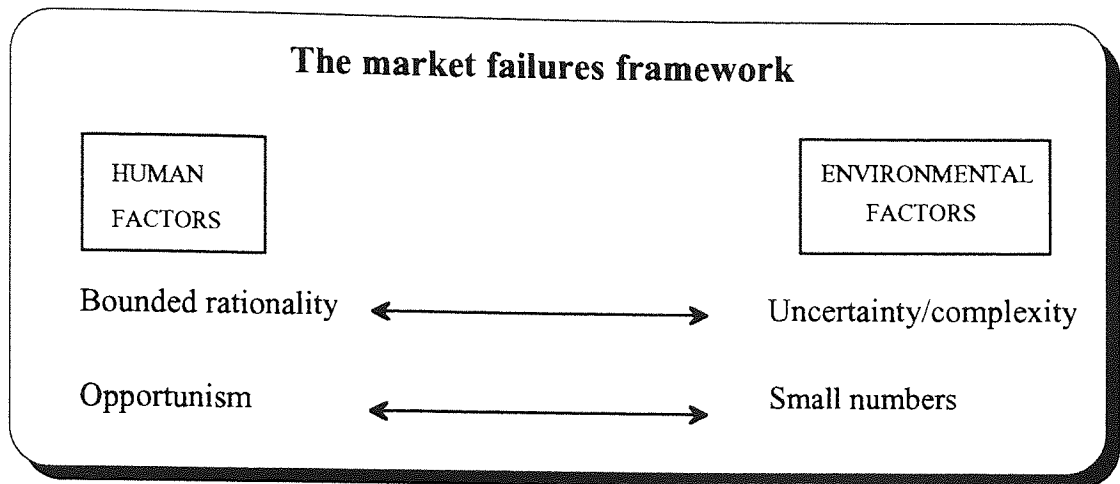 The market failures framework
HUMAN
FACTORS
ENVIRONMENTAL
FACTORS
Bounded rationality
Uncertainty/complexity
Opportunism
Small numbers